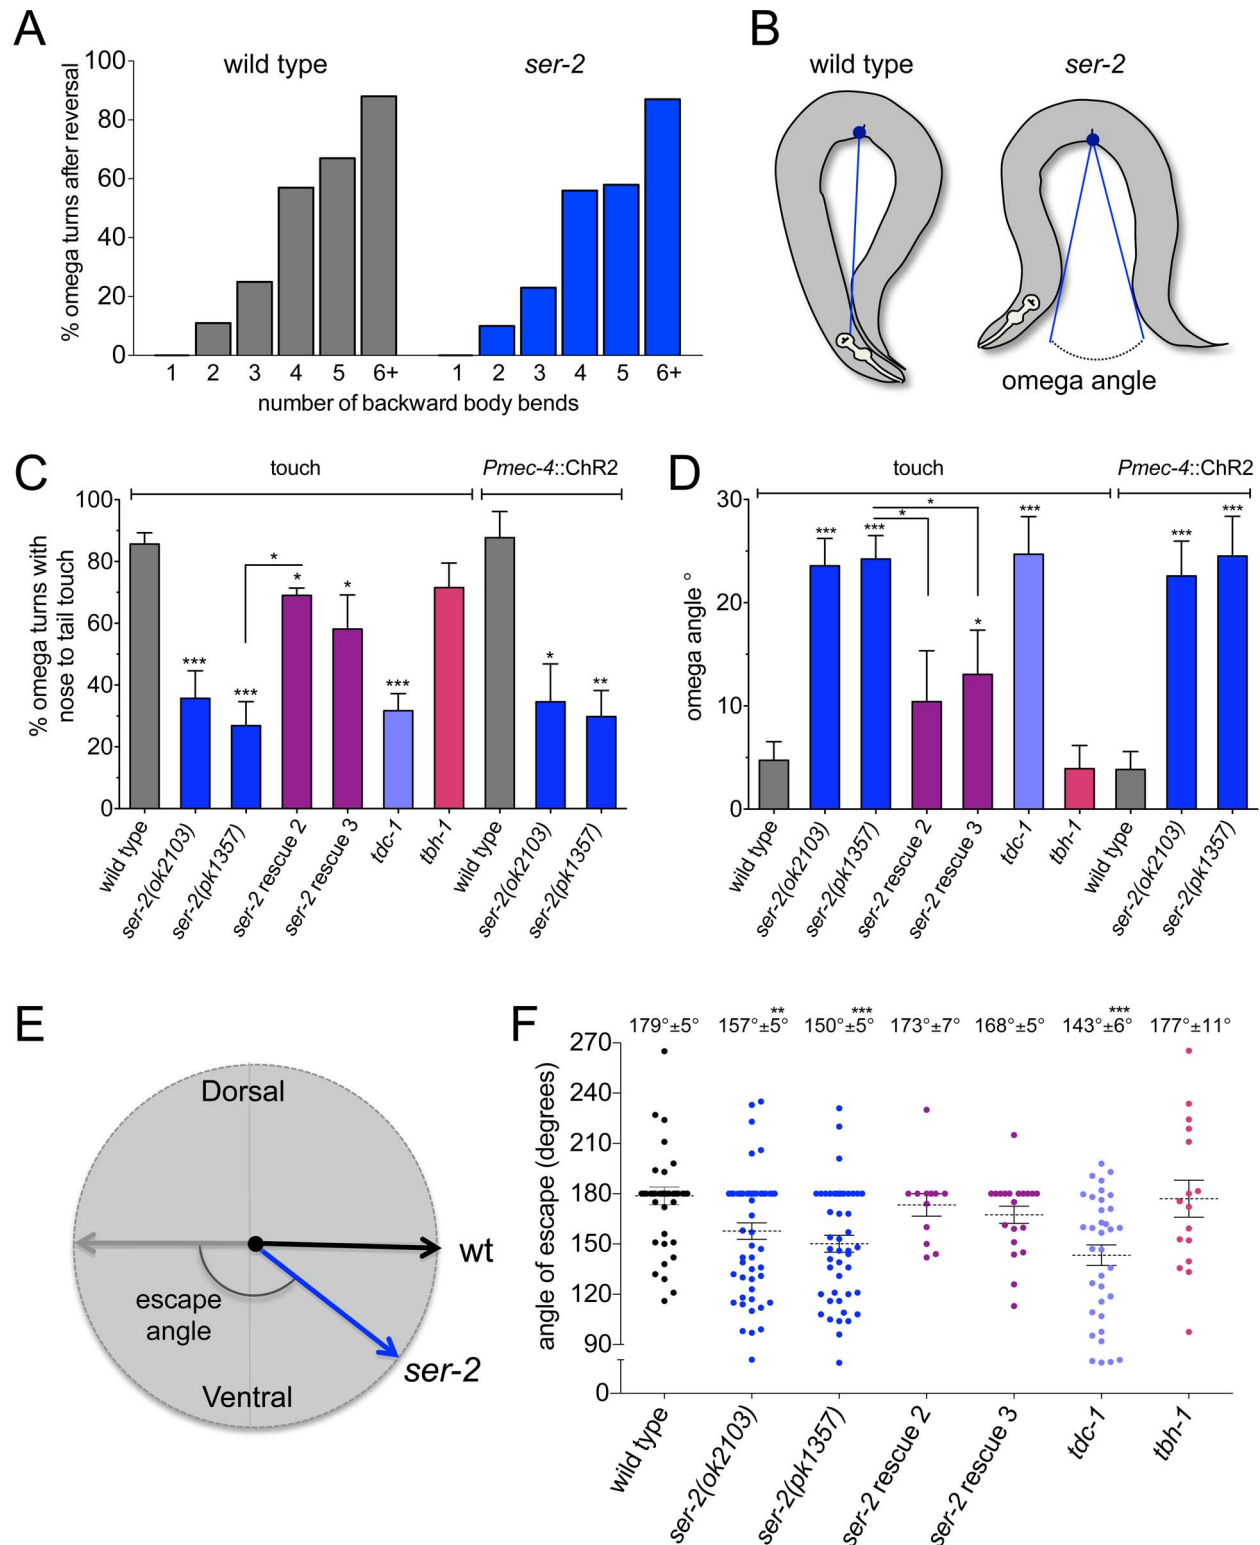 A
wild type
ser-2
% omega turns after reversal
100
80
60
40
20
0
1 2 3 4 5 6+ 1 2 3 4 5 6+
number of backward body bends
B
wild type
ser-2
omega angle
C
touch
Pmec-4::ChR2
% omega turns with
nose to tail touch
100
80
60
40
20
0
*** *** * * * *** * **
wild type
ser-2(ok2103)
ser-2(pk1357)
ser-2 rescue 2
ser-2 rescue 3
tdc-1
tbh-1
wild type
ser-2(ok2103)
ser-2(pk1357)
D
touch
Pmec-4::ChR2
omega angle °
30
20
10
0
*** *** * * * *** *** ***
wild type
ser-2(ok2103)
ser-2(pk1357)
ser-2 rescue 2
ser-2 rescue 3
tdc-1
tbh-1
wild type
ser-2(ok2103)
ser-2(pk1357)
E
Dorsal
wt
escape
angle
ser-2
Ventral
F
** *** ***
179°±5° 157°±5° 150°±5° 173°±7° 168°±5° 143°±6° 177°±11°
angle of escape (degrees)
270
240
210
180
150
120
90
0
wild type
ser-2(ok2103)
ser-2(pk1357)
ser-2 rescue 2
ser-2 rescue 3
tdc-1
tbh-1